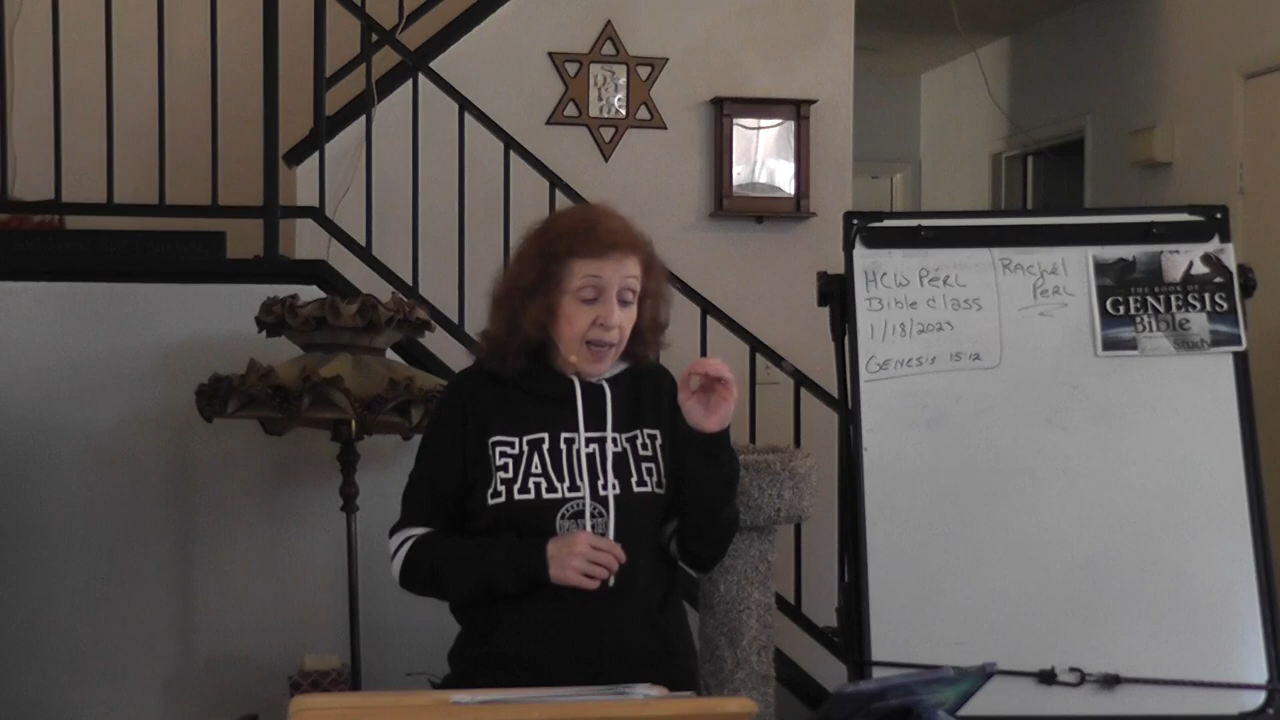 HCW Perl
Bible Class
1/18/2023
Genesis 15:12
Rachel
Perl
THE BOOK OF
GENESIS
Bible
Study
FAITH
FAITH